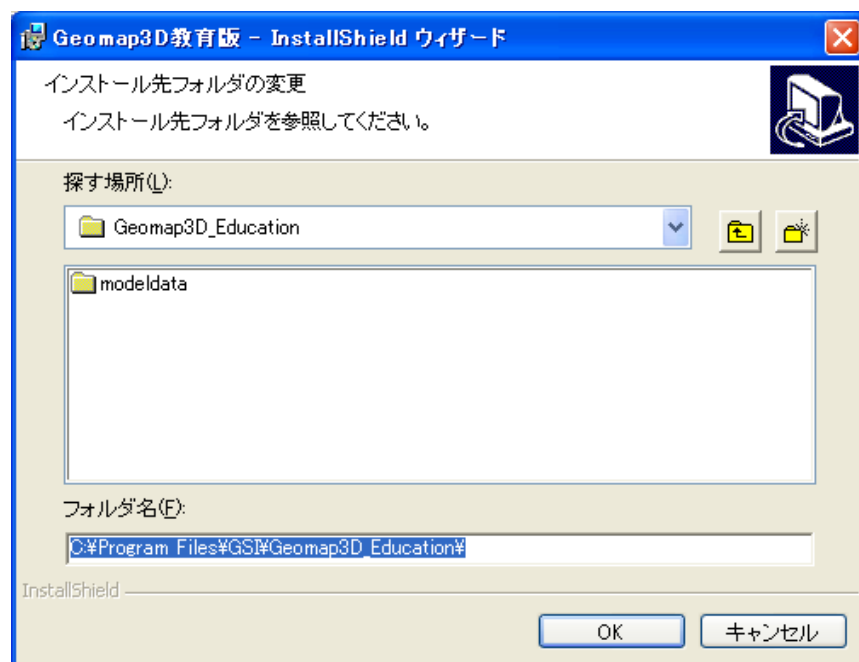 Geomap3D教育版 - InstallShield ウィザード
インストール先フォルダの変更
インストール先フォルダを参照してください。
探す場所(L):
Geomap3D_Education
modeldata
フォルダ名(F):
C:¥Program Files¥GSI¥Geomap3D_Education¥
InstallShield
OK
キャンセル